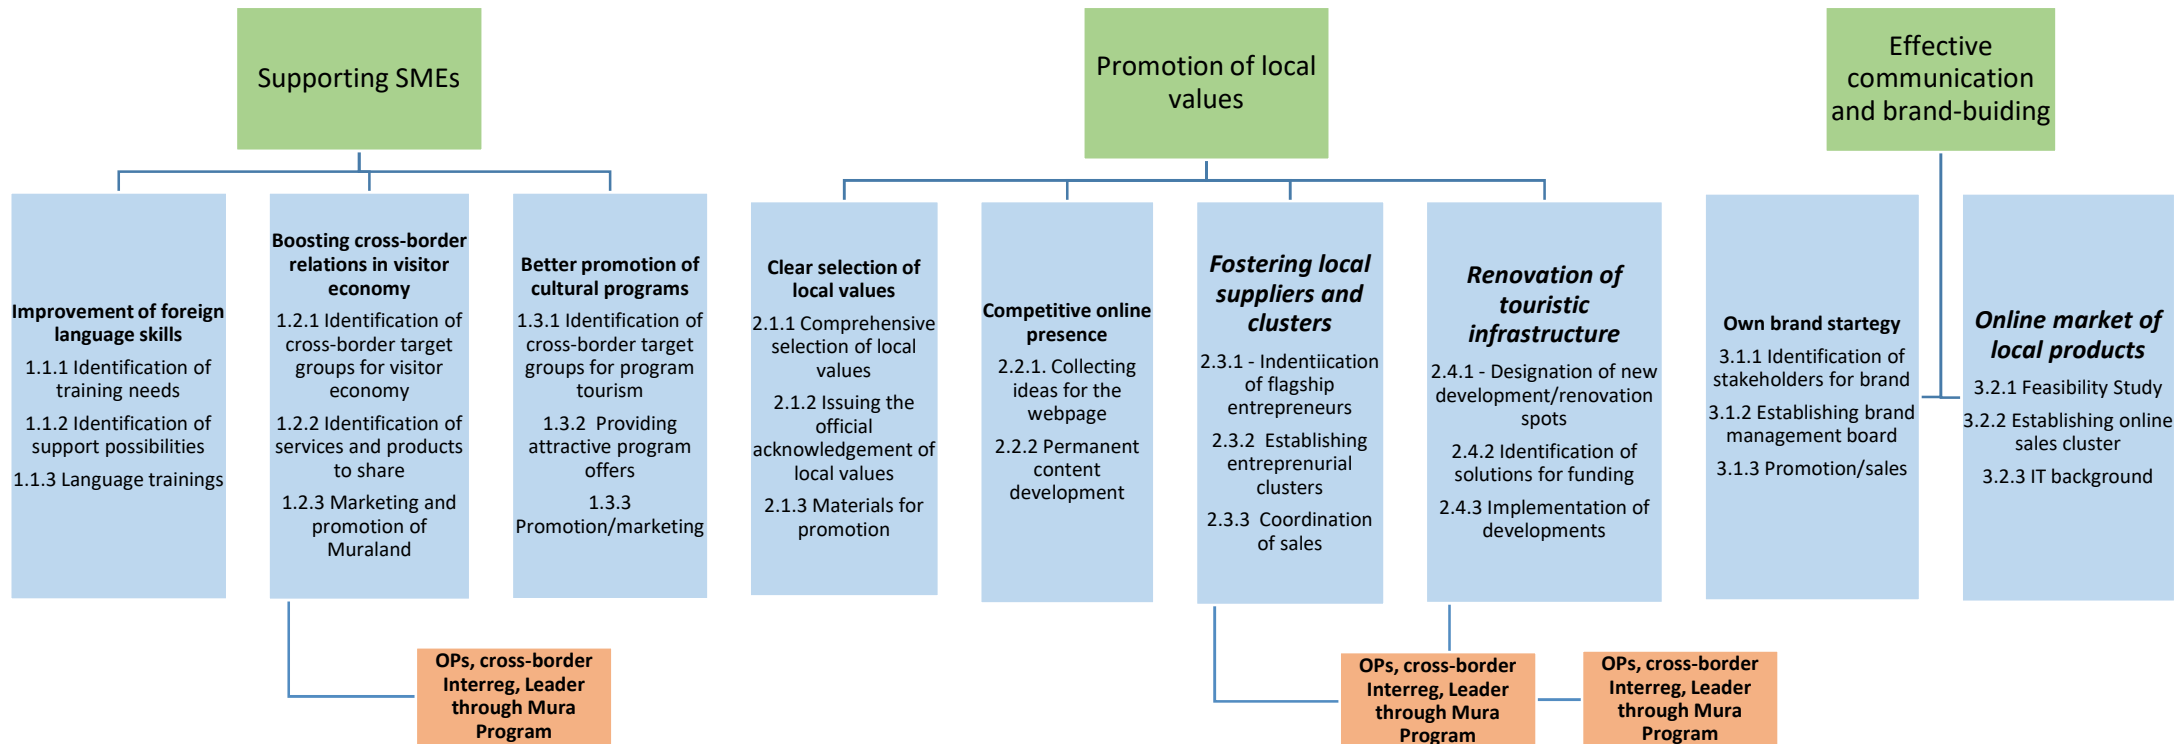 Supporting SMEs
Promotion of local
values
Effective
communication
and brand-buiding
Improvement of foreign
language skills
1.1.1 Identification of
training needs
1.1.2 Identification of
support possibilities
1.1.3 Language trainings
Boosting cross-border
relations in visitor
economy
1.2.1 Identification of
cross-border target
groups for visitor
economy
1.2.2 Identification of
services and products
to share
1.2.3 Marketing and
promotion of
Muraland
Better promotion of
cultural programs
1.3.1 Identification of
cross-border target
groups for program
tourism
1.3.2 Providing
attractive program
offers
1.3.3
Promotion/marketing
Clear selection of
local values
2.1.1 Comprehensive
selection of local
values
2.1.2 Issuing the
official
acknowledgement of
local values
2.1.3 Materials for
promotion
Competitive online
presence
2.2.1. Collecting
ideas for the
webpage
2.2.2 Permanent
content
development
Fostering local
suppliers and
clusters
2.3.1 - Indentiication
of flagship
entrepreneurs
2.3.2 Establishing
entreprenurial
clusters
2.3.3 Coordination
of sales
Renovation of
touristic
infrastructure
2.4.1 - Designation of new
development/renovation
spots
2.4.2 Identification of
solutions for funding
2.4.3 Implementation of
developments
Own brand startegy
3.1.1 Identification of
stakeholders for brand
3.1.2 Establishing brand
management board
3.1.3 Promotion/sales
Online market of
local products
3.2.1 Feasibility Study
3.2.2 Establishing online
sales cluster
3.2.3 IT background
OPs, cross-border
Interreg, Leader
through Mura
Program
OPs, cross-border
Interreg, Leader
through Mura
Program
OPs, cross-border
Interreg, Leader
through Mura
Program